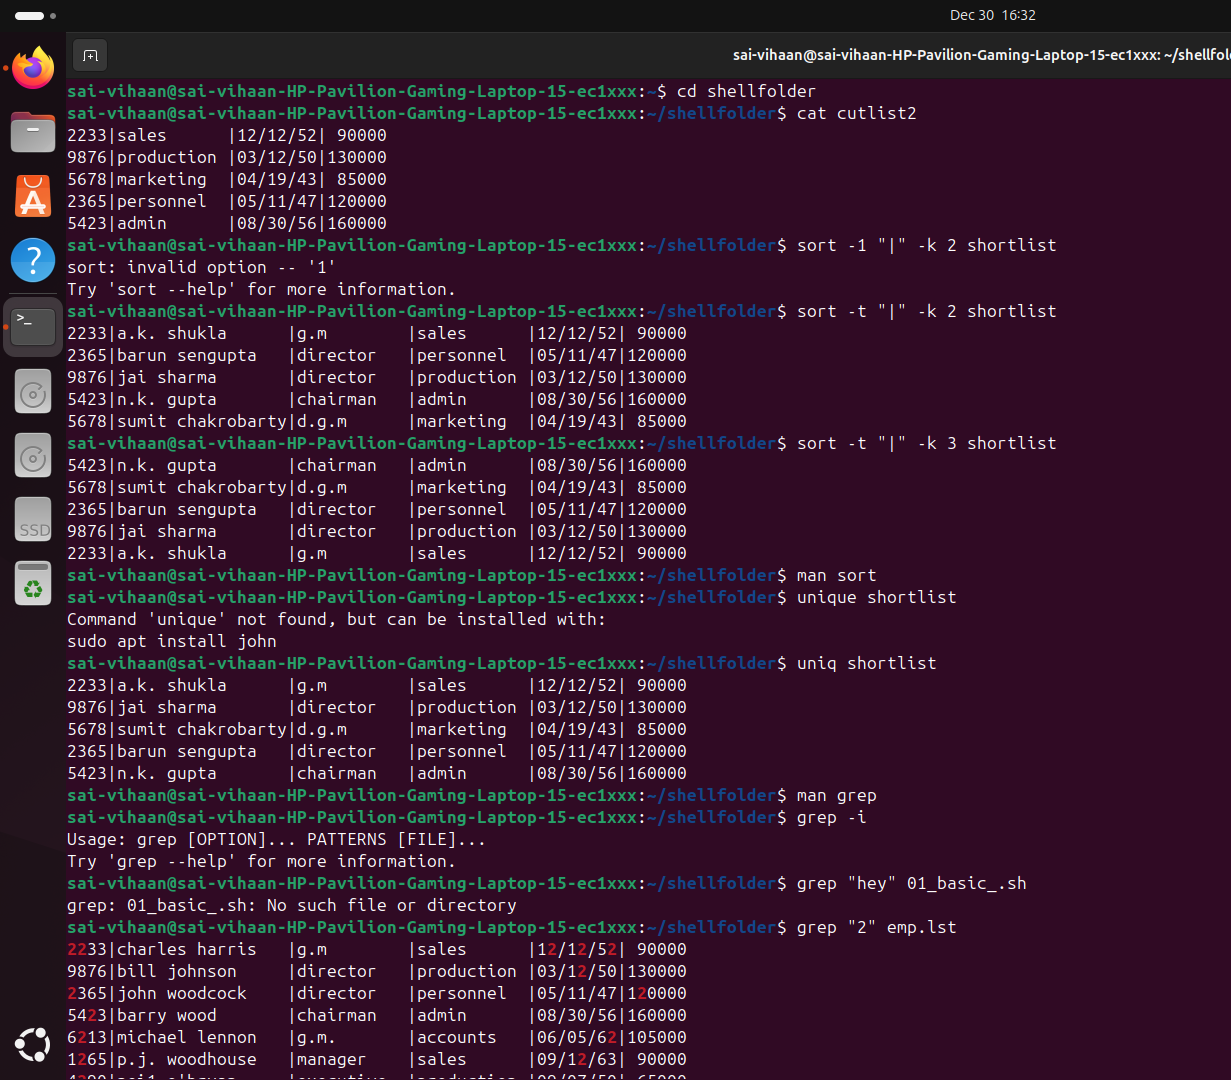 Dec 30 16:32
sai-vihaan@sai-vihaan-HP-Pavilion-Gaming-Laptop-15-ec1xxx: ~/shellfol
sai-vihaan@sai-vihaan-HP-Pavilion-Gaming-Laptop-15-ec1xxx:~$ cd shellfolder
sai-vihaan@sai-vihaan-HP-Pavilion-Gaming-Laptop-15-ec1xxx:~/shellfolder$ cat cutlist2
2233|sales      |12/12/52| 90000
9876|production |03/12/50|130000
5678|marketing  |04/19/43| 85000
2365|personnel  |05/11/47|120000
5423|admin      |08/30/56|160000
sai-vihaan@sai-vihaan-HP-Pavilion-Gaming-Laptop-15-ec1xxx:~/shellfolder$ sort -1 "|" -k 2 shortlist
sort: invalid option -- '1'
Try 'sort --help' for more information.
sai-vihaan@sai-vihaan-HP-Pavilion-Gaming-Laptop-15-ec1xxx:~/shellfolder$ sort -t "|" -k 2 shortlist
2233|a.k. shukla      |g.m        |sales      |12/12/52| 90000
2365|barun sengupta   |director   |personnel  |05/11/47|120000
9876|jai sharma       |director   |production |03/12/50|130000
5423|n.k. gupta       |chairman   |admin      |08/30/56|160000
5678|sumit chakrobarty|d.g.m      |marketing  |04/19/43| 85000
sai-vihaan@sai-vihaan-HP-Pavilion-Gaming-Laptop-15-ec1xxx:~/shellfolder$ sort -t "|" -k 3 shortlist
5423|n.k. gupta       |chairman   |admin      |08/30/56|160000
5678|sumit chakrobarty|d.g.m      |marketing  |04/19/43| 85000
2365|barun sengupta   |director   |personnel  |05/11/47|120000
9876|jai sharma       |director   |production |03/12/50|130000
2233|a.k. shukla      |g.m        |sales      |12/12/52| 90000
sai-vihaan@sai-vihaan-HP-Pavilion-Gaming-Laptop-15-ec1xxx:~/shellfolder$ man sort
sai-vihaan@sai-vihaan-HP-Pavilion-Gaming-Laptop-15-ec1xxx:~/shellfolder$ unique shortlist
Command 'unique' not found, but can be installed with:
sudo apt install john
sai-vihaan@sai-vihaan-HP-Pavilion-Gaming-Laptop-15-ec1xxx:~/shellfolder$ uniq shortlist
2233|a.k. shukla      |g.m        |sales      |12/12/52| 90000
9876|jai sharma       |director   |production |03/12/50|130000
5678|sumit chakrobarty|d.g.m      |marketing  |04/19/43| 85000
2365|barun sengupta   |director   |personnel  |05/11/47|120000
5423|n.k. gupta       |chairman   |admin      |08/30/56|160000
sai-vihaan@sai-vihaan-HP-Pavilion-Gaming-Laptop-15-ec1xxx:~/shellfolder$ man grep
sai-vihaan@sai-vihaan-HP-Pavilion-Gaming-Laptop-15-ec1xxx:~/shellfolder$ grep -i
Usage: grep [OPTION]... PATTERNS [FILE]...
Try 'grep --help' for more information.
sai-vihaan@sai-vihaan-HP-Pavilion-Gaming-Laptop-15-ec1xxx:~/shellfolder$ grep "hey" 01_basic_.sh
grep: 01_basic_.sh: No such file or directory
sai-vihaan@sai-vihaan-HP-Pavilion-Gaming-Laptop-15-ec1xxx:~/shellfolder$ grep "2" emp.lst
2233|charles harris   |g.m        |sales      |12/12/52| 90000
9876|bill johnson     |director   |production |03/12/50|130000
2365|john woodcock    |director   |personnel  |05/11/47|120000
5423|barry wood       |chairman   |admin      |08/30/56|160000
6213|michael lennon   |g.m.       |accounts   |06/05/62|105000
1265|p.j. woodhouse   |manager    |sales      |09/12/63| 90000
SSD